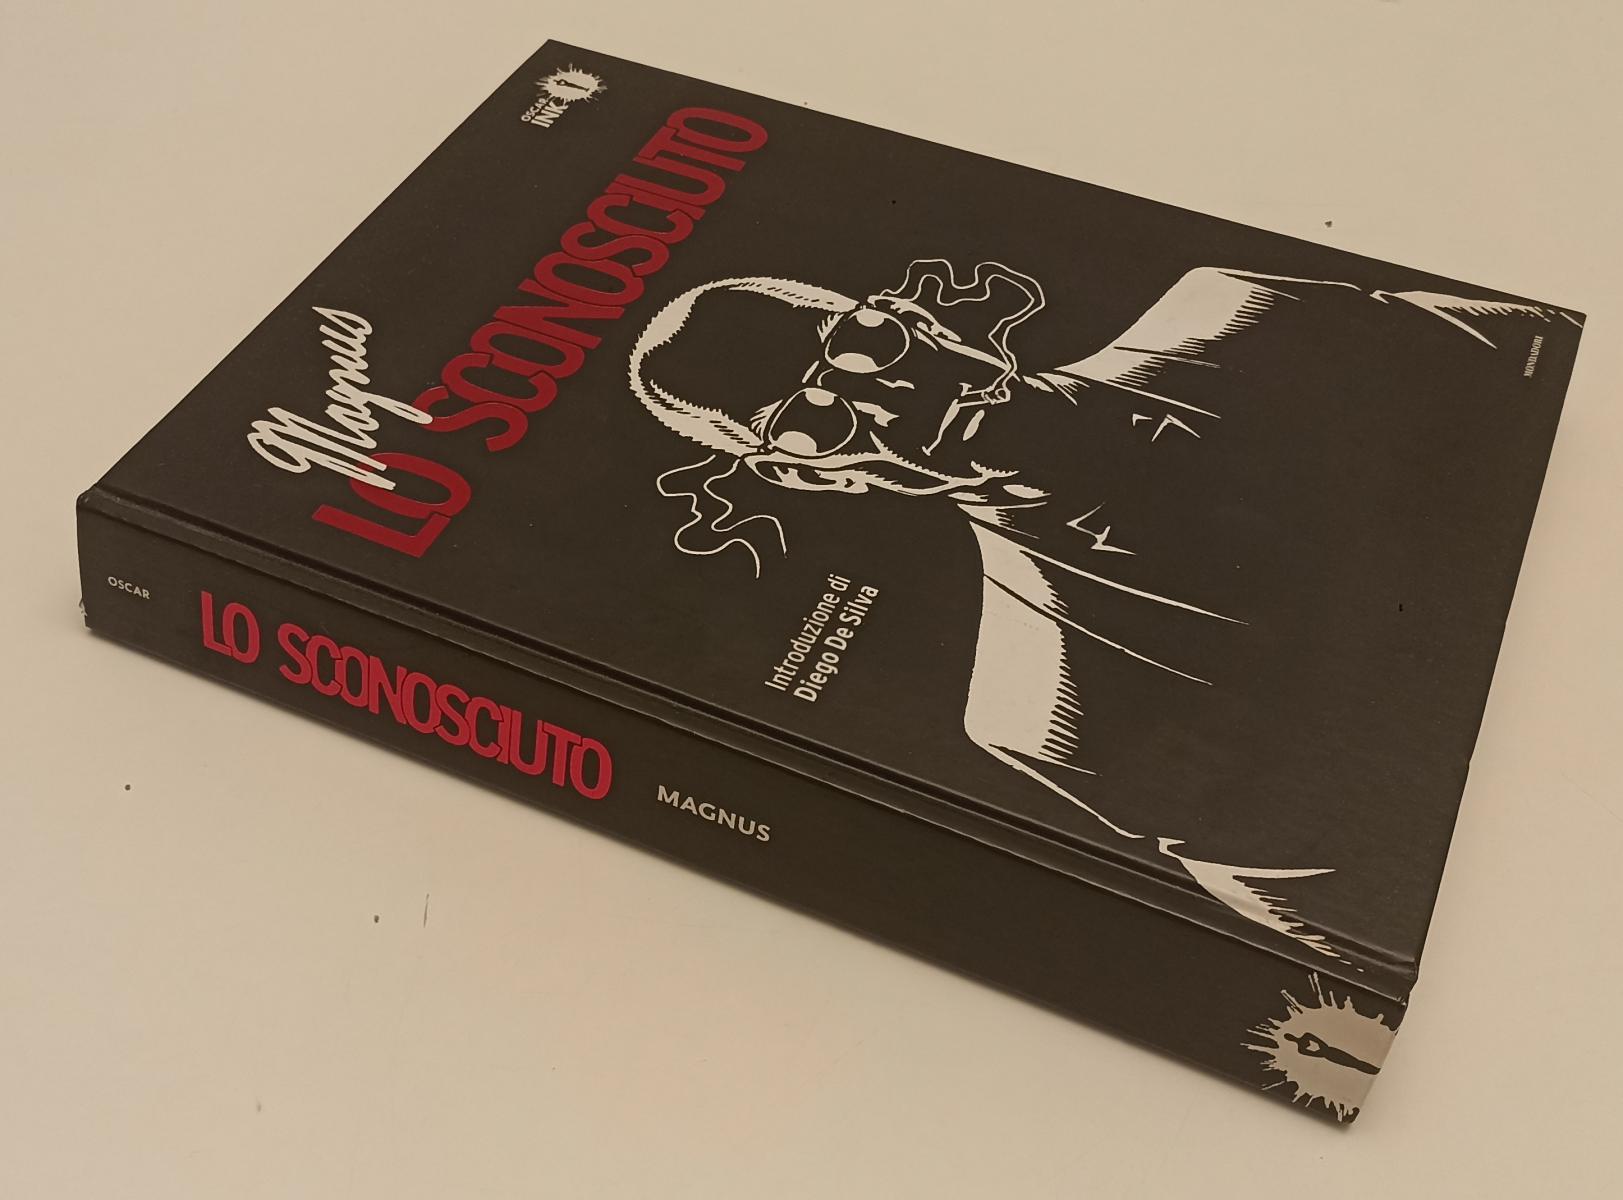 OSCAR
INK
Magnus
LO SCONOSCIUTO
Introduzione di
Diego De Silva
MONDADORI
OSCAR
LO SCONOSCIUTO
MAGNUS